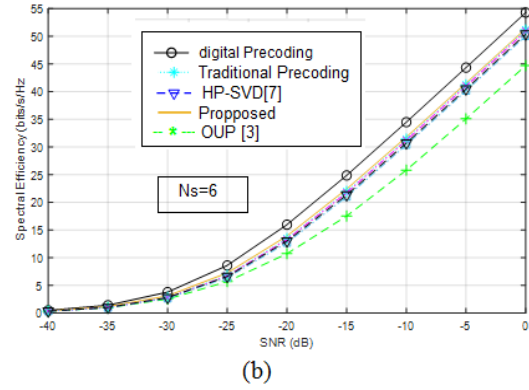 digital Precoding
Traditional Precoding
HP-SVD[7]
Propposed
OUP [3]
Ns=6
Spectral Efficiency (bits/s/Hz)
55
50
45
40
35
30
25
20
15
10
5
0
-40 -35 -30 -25 -20 -15 -10 -5 0
SNR (dB)
(b)